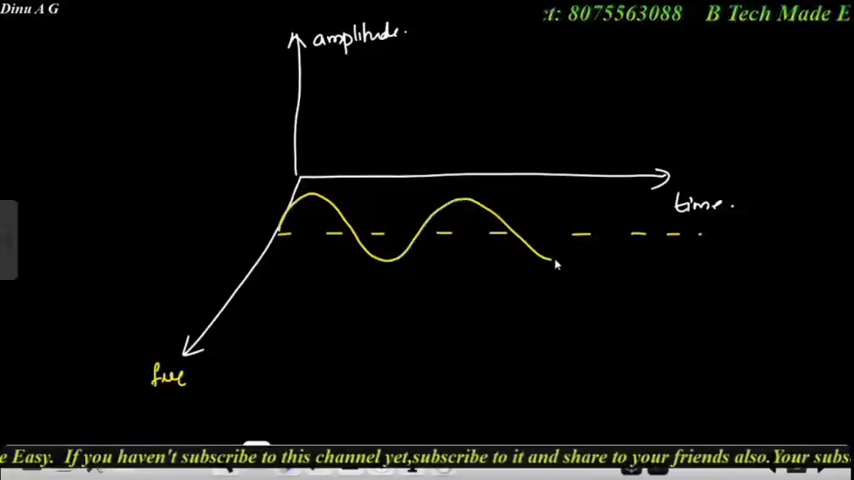 Dinu A G
t: 8075563088 B Tech Made E
amplitude.
time.
e Easy. If you haven't subscribe to this channel yet,subscribe to it and share to your friends also.Your subs